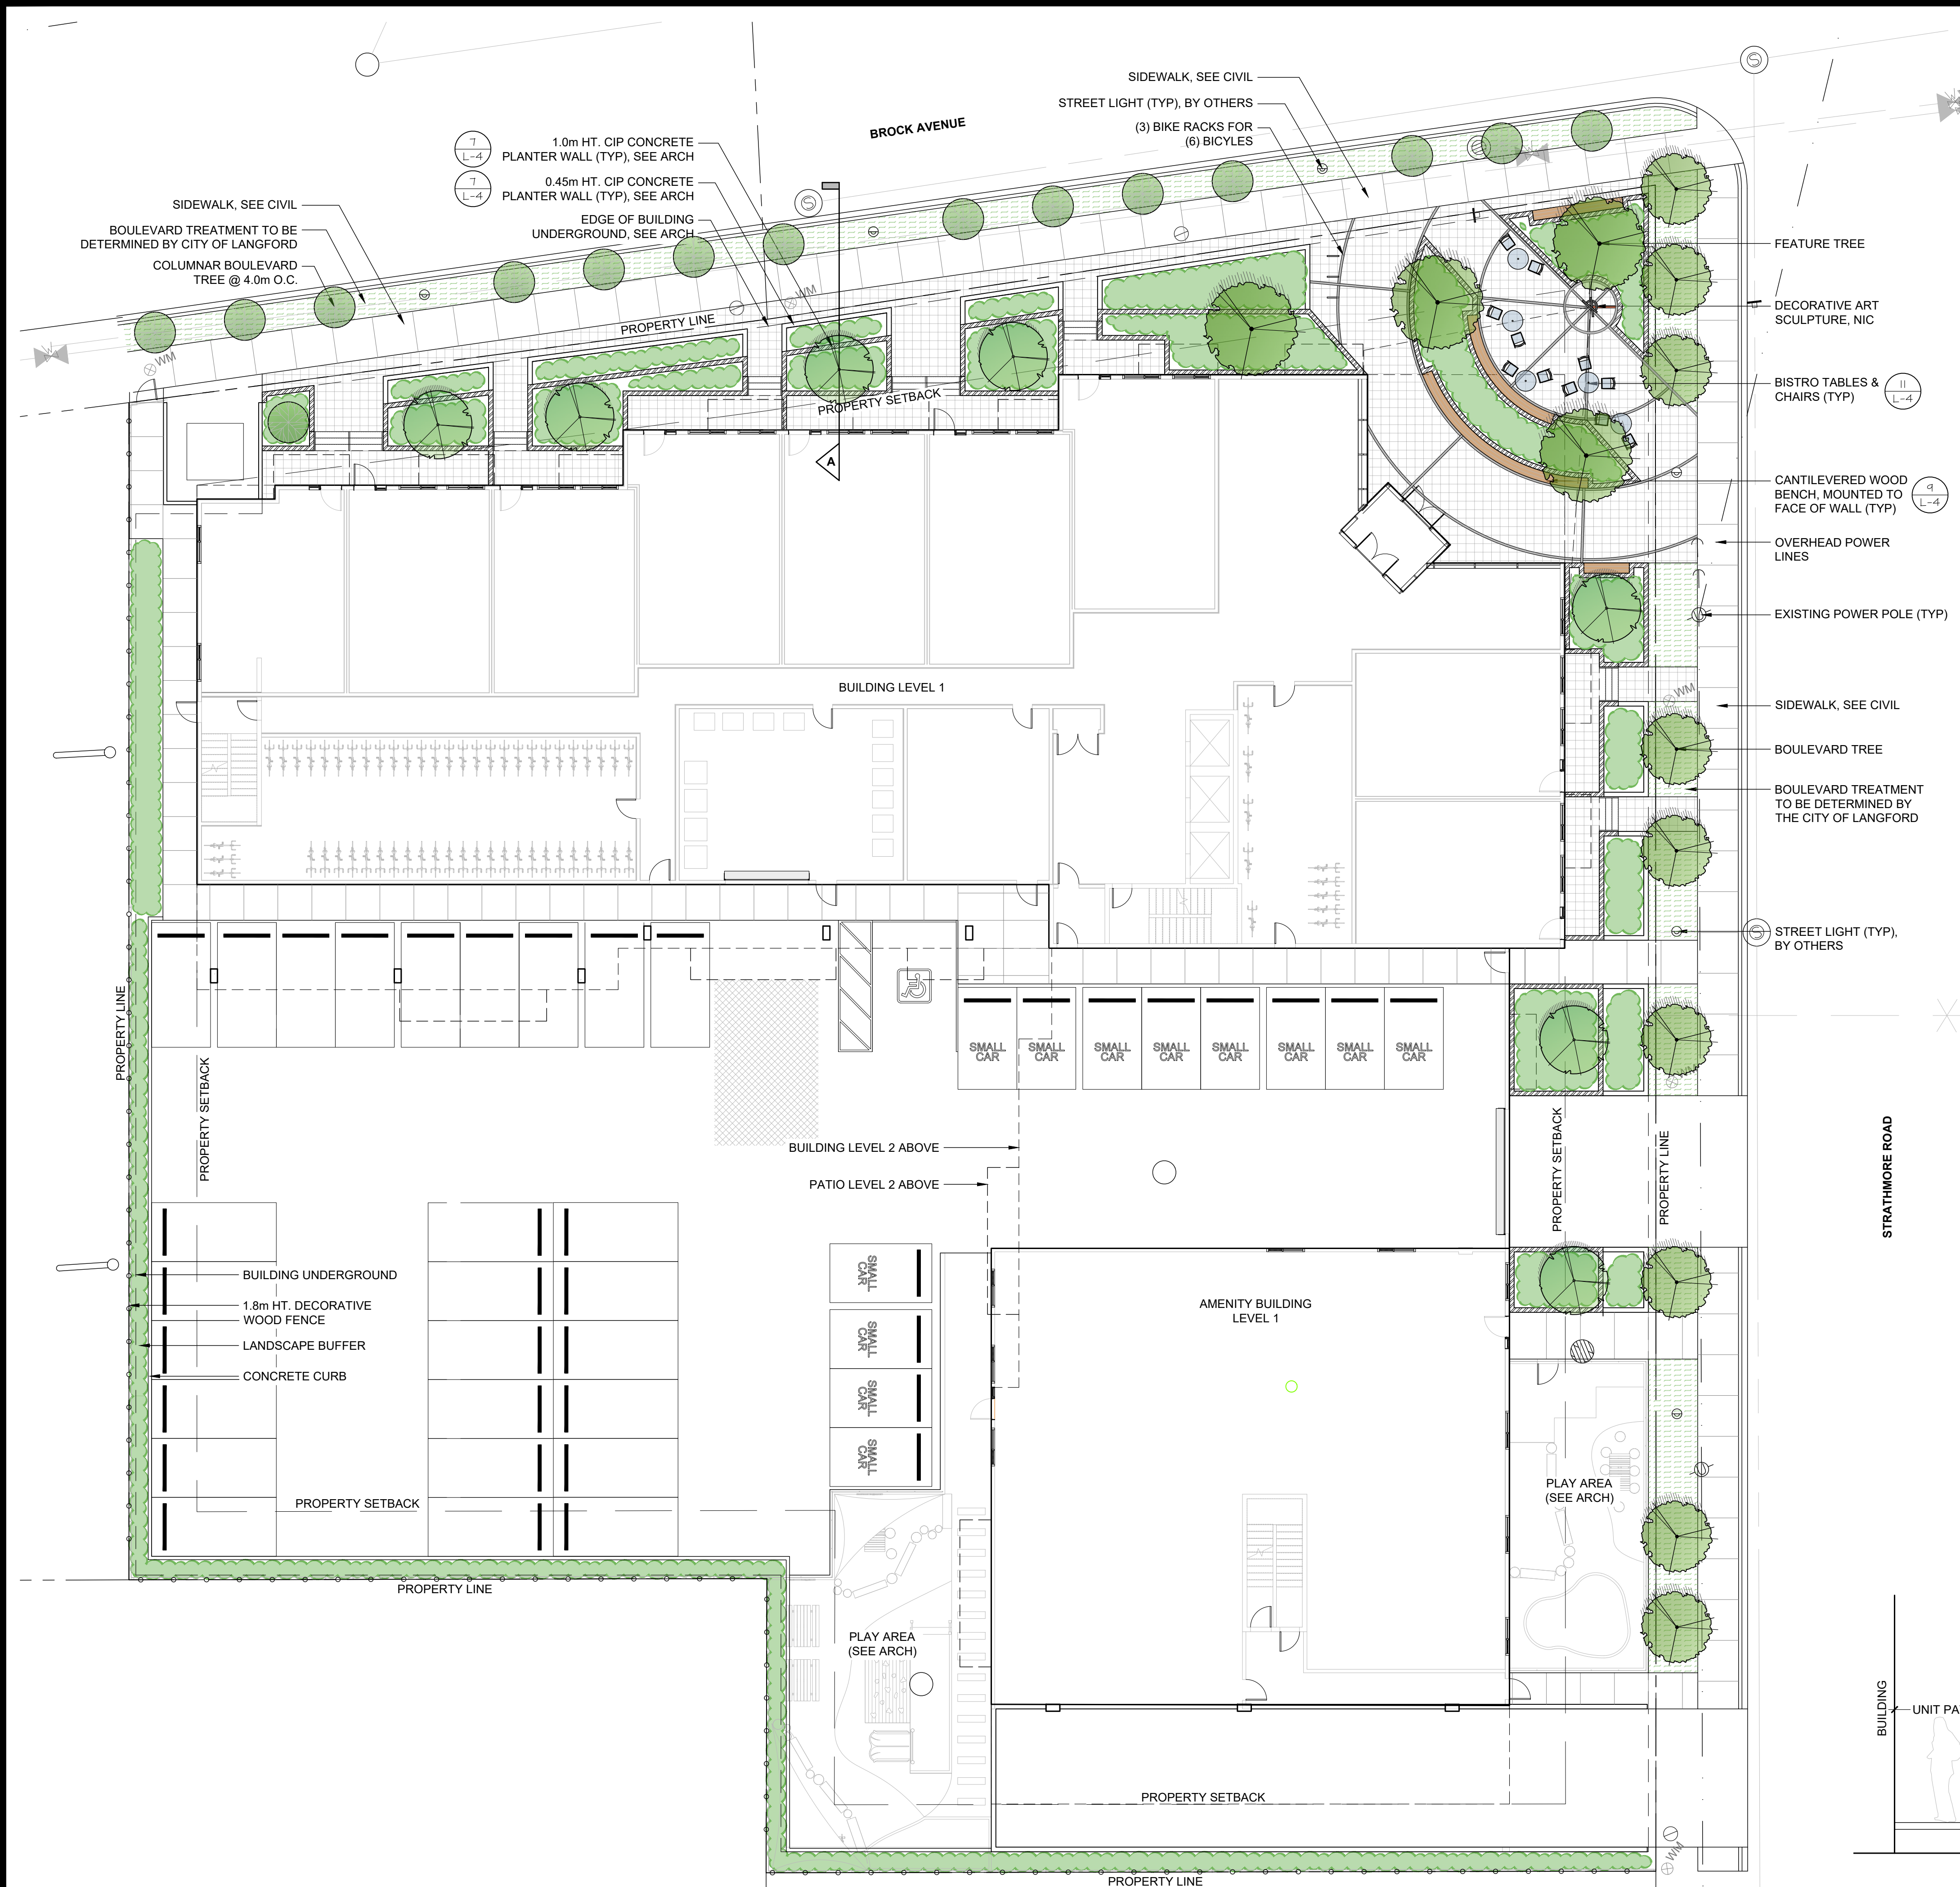 BROCK AVENUE
SIDEWALK, SEE CIVIL
STREET LIGHT (TYP), BY OTHERS
(3) BIKE RACKS FOR
(6) BICYLES
7
L-4
1.0m HT. CIP CONCRETE
PLANTER WALL (TYP), SEE ARCH
7
L-4
0.45m HT. CIP CONCRETE
PLANTER WALL (TYP), SEE ARCH
EDGE OF BUILDING
UNDERGROUND, SEE ARCH
SIDEWALK, SEE CIVIL
BOULEVARD TREATMENT TO BE
DETERMINED BY CITY OF LANGFORD
COLUMNAR BOULEVARD
TREE @ 4.0m O.C.
S
S
WM
WM
PROPERTY LINE
PROPERTY SETBACK
A
FEATURE TREE
DECORATIVE ART
SCULPTURE, NIC
BISTRO TABLES &
CHAIRS (TYP)
11
L-4
CANTILEVERED WOOD
BENCH, MOUNTED TO
FACE OF WALL (TYP)
9
L-4
OVERHEAD POWER
LINES
EXISTING POWER POLE (TYP)
WM
SIDEWALK, SEE CIVIL
BOULEVARD TREE
BOULEVARD TREATMENT
TO BE DETERMINED BY
THE CITY OF LANGFORD
S
STREET LIGHT (TYP),
BY OTHERS
BUILDING LEVEL 1
PROPERTY LINE
PROPERTY SETBACK
SMALL
CAR
SMALL
CAR
SMALL
CAR
SMALL
CAR
SMALL
CAR
SMALL
CAR
SMALL
CAR
SMALL
CAR
BUILDING LEVEL 2 ABOVE
PATIO LEVEL 2 ABOVE
PROPERTY SETBACK
PROPERTY LINE
STRATHMORE ROAD
BUILDING UNDERGROUND
1.8m HT. DECORATIVE
WOOD FENCE
LANDSCAPE BUFFER
CONCRETE CURB
SMALL
CAR
SMALL
CAR
SMALL
CAR
SMALL
CAR
AMENITY BUILDING
LEVEL 1
PLAY AREA
(SEE ARCH)
PROPERTY SETBACK
PROPERTY LINE
PLAY AREA
(SEE ARCH)
PROPERTY SETBACK
PROPERTY LINE
WM
BUILDING
UNIT PA